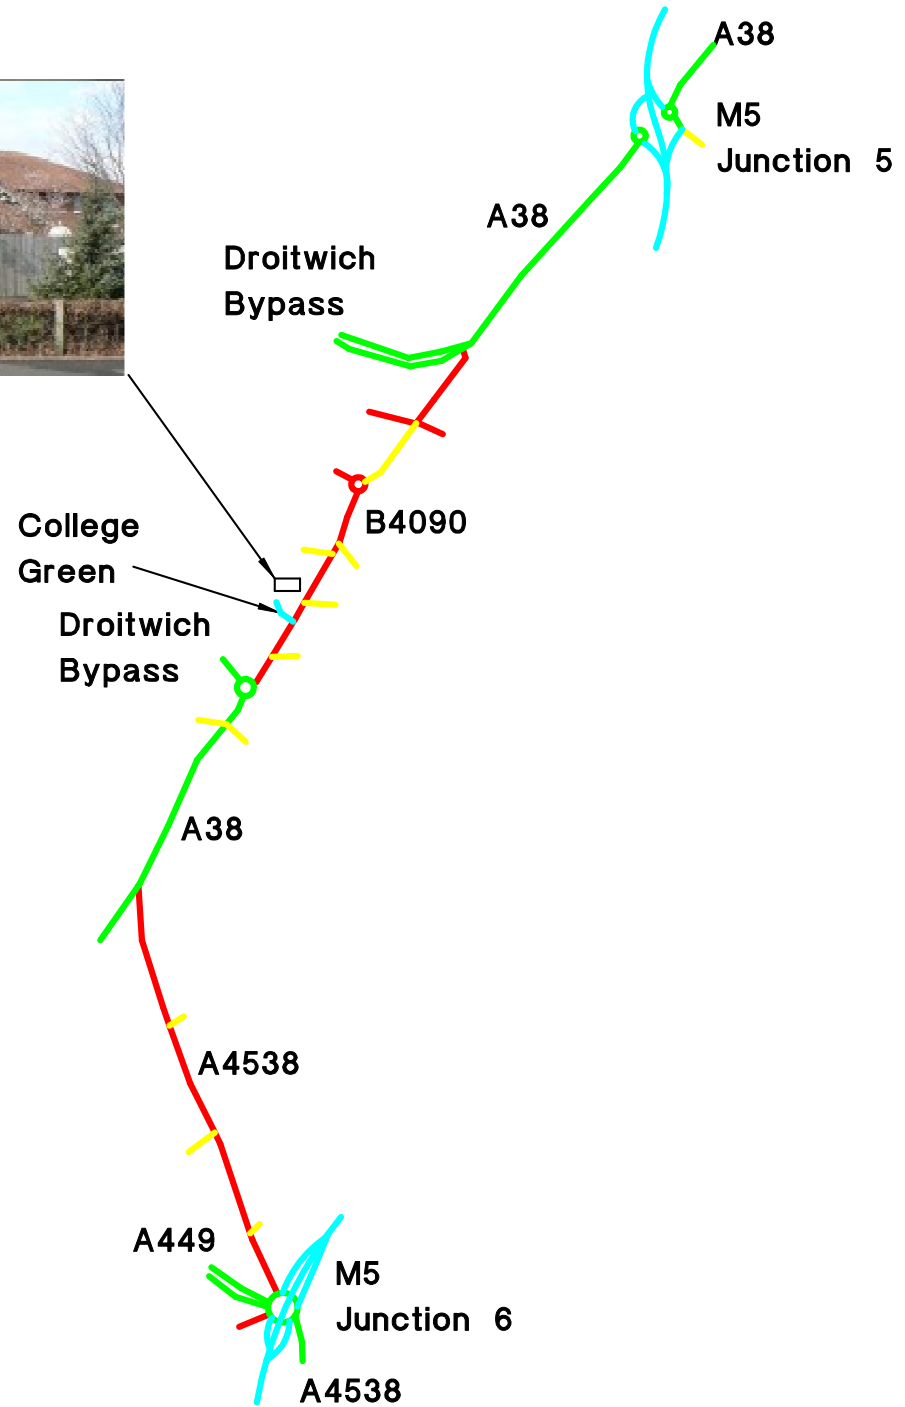 A38
M5
Junction 5
A38
Droitwich
Bypass
B4090
College
Green
Droitwich
Bypass
A38
A4538
A449
M5
Junction 6
A4538